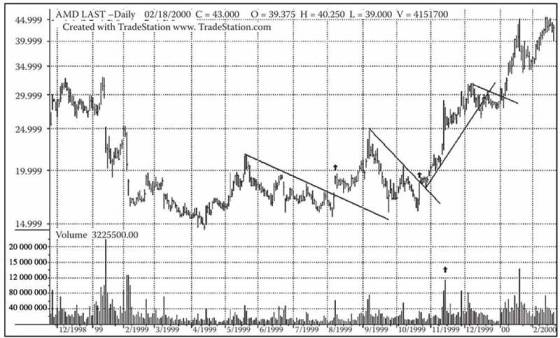 AMD LAST –Daily 02/18/2000 C = 43.000 O = 39.375 H = 40.250 L = 39.000 V = 4151700
Created with TradeStation www. TradeStation.com
44.999
34.999
29.999
24.999
19.999
14.999
Volume 3225500.00
20 000 000
16 000 000
12 000 000
80 000 000
40 000 000
12/1998 99 2/1999 3/1999 4/1999 5/1999 6/1999 7/1999 8/1999 9/1999 10/1999 11/1999 12/1999 00 2/2000